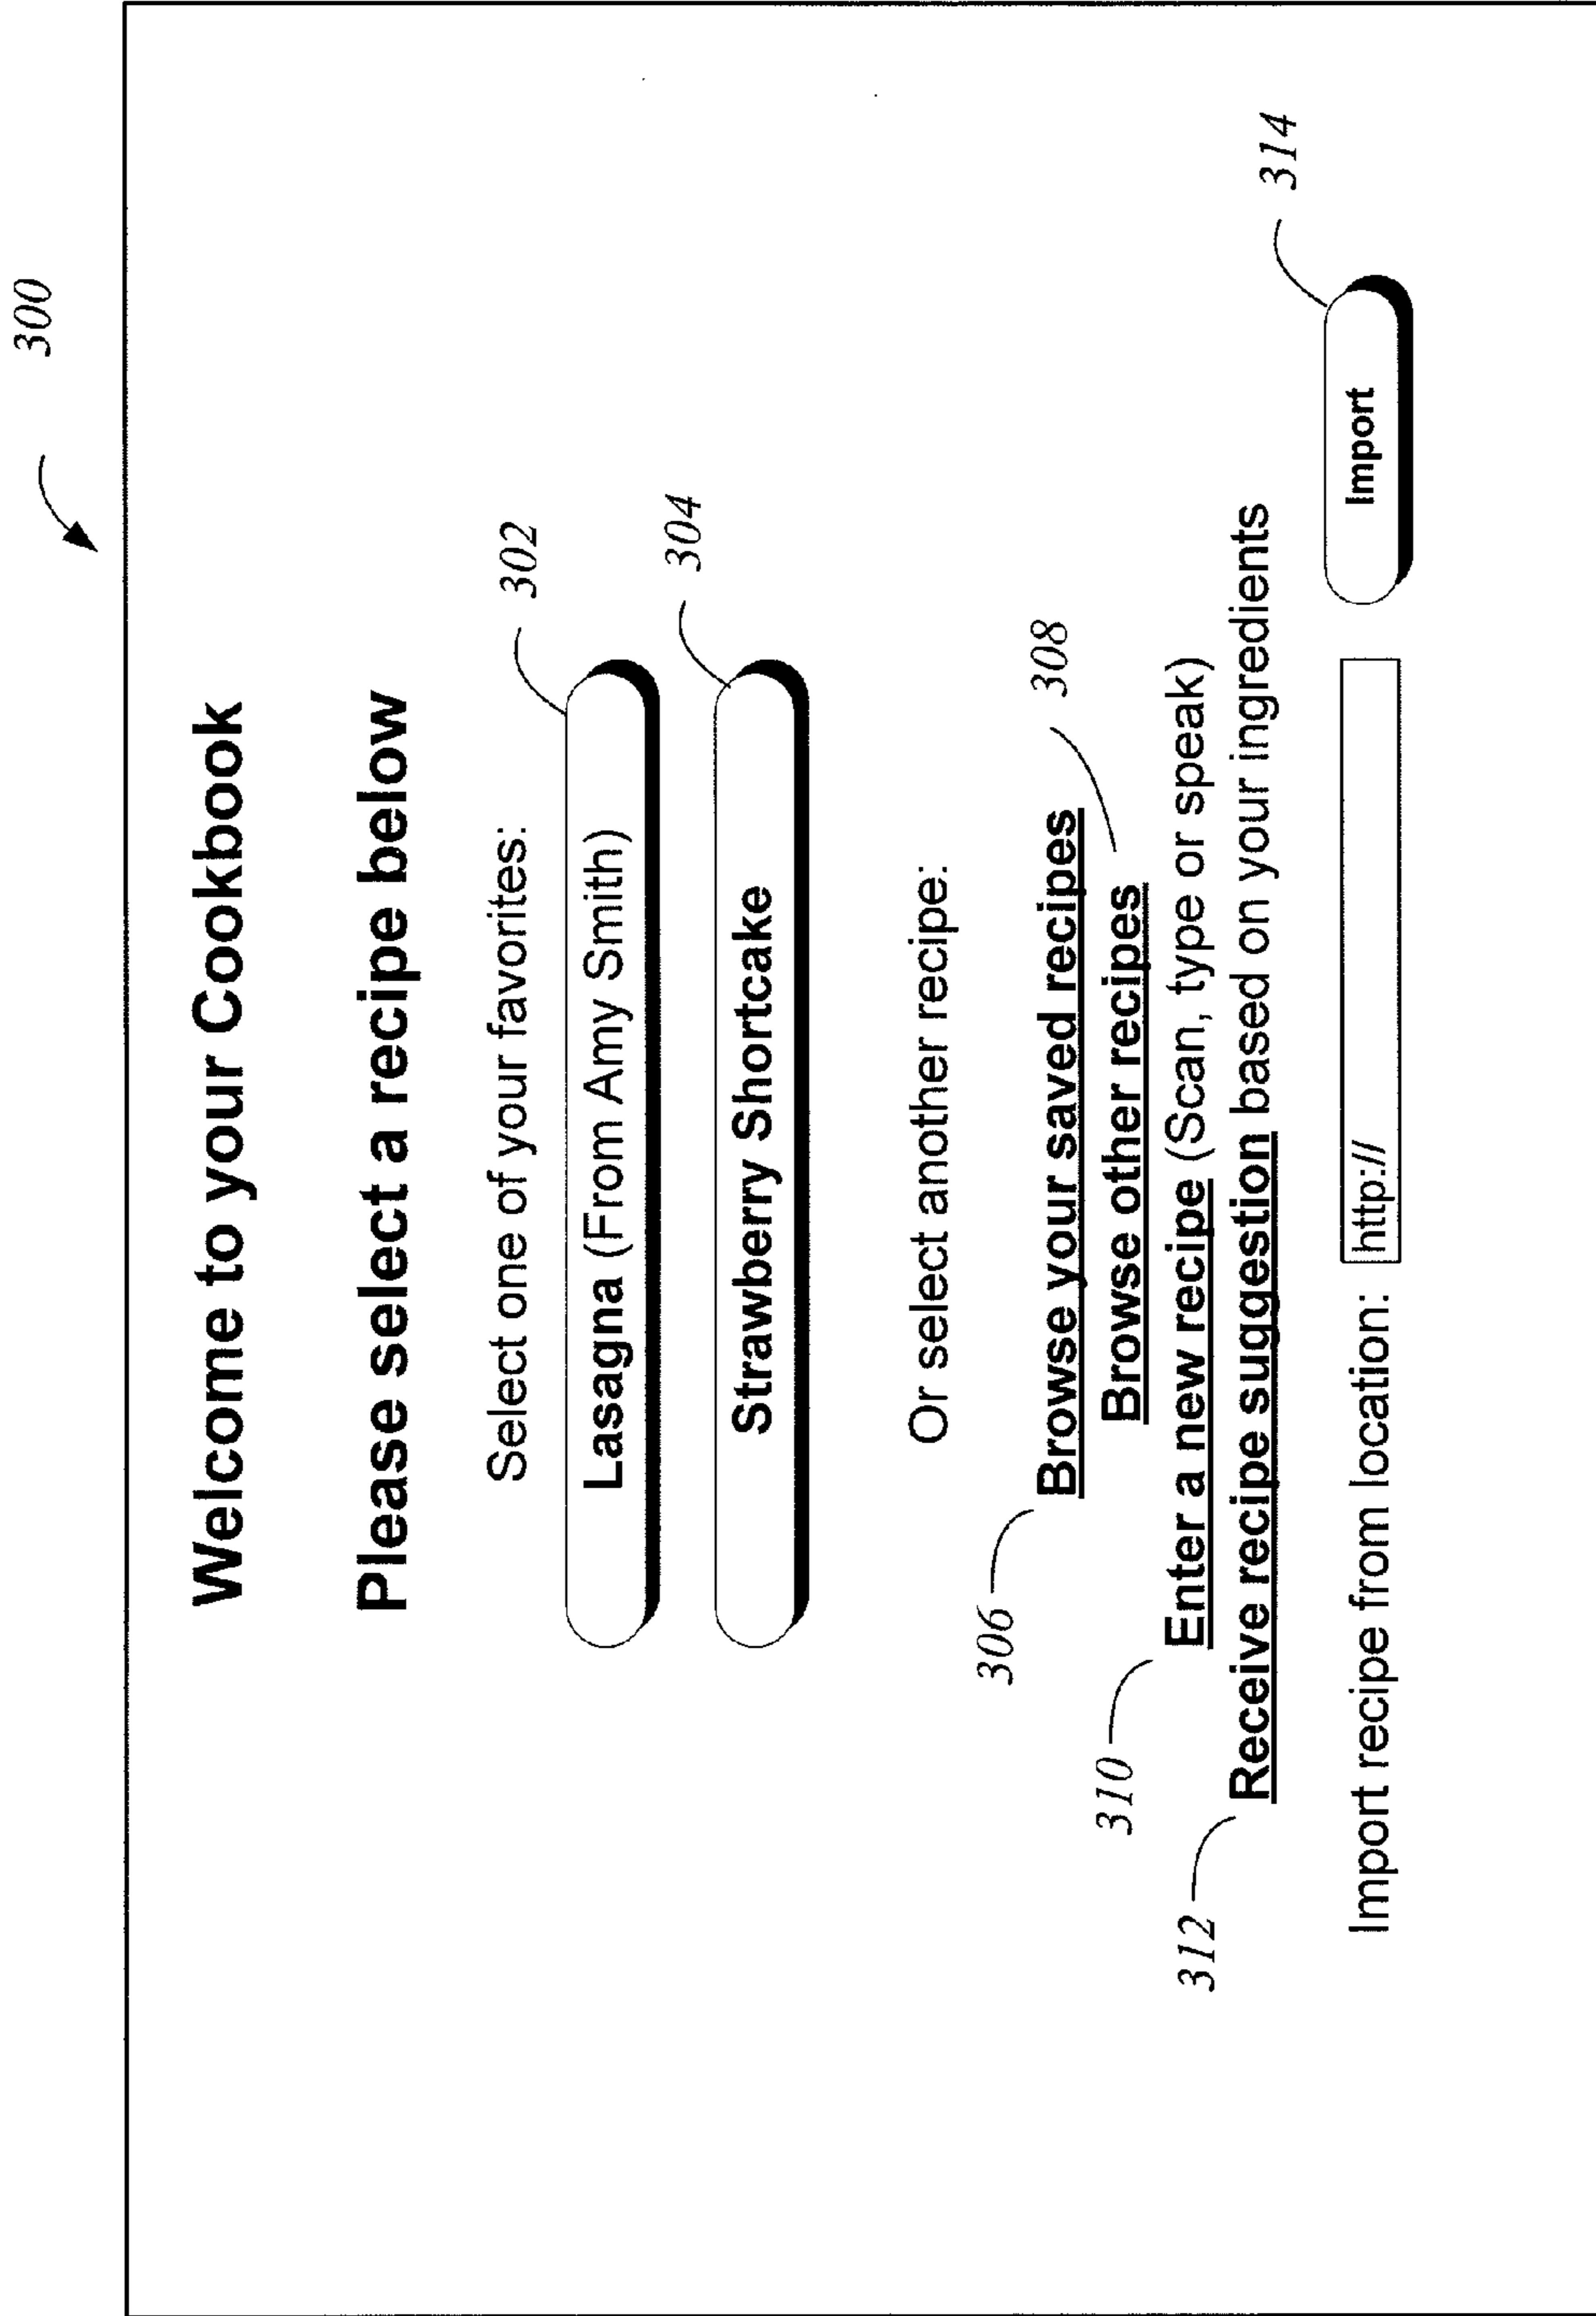 300
Welcome to your Cookbook
Please select a recipe below
Select one of your favorites:
302
Lasagna (From Amy Smith)
304
Strawberry Shortcake
Or select another recipe:
306
Browse your saved recipes
308
Browse other recipes
310
Enter a new recipe (Scan, type or speak)
312
Receive recipe suggestion based on your ingredients
314
Import recipe from location: http:// Import